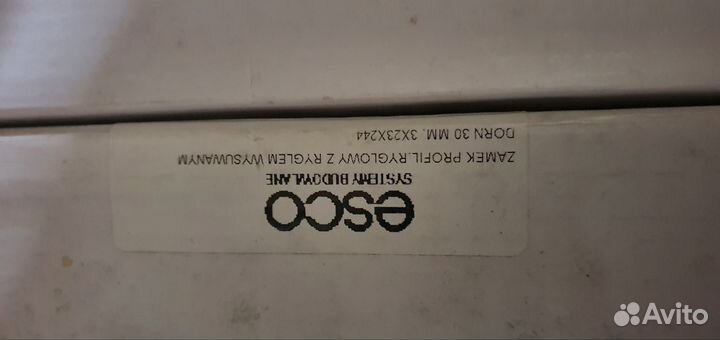 esco
SYSTEMY BUDOWLANE
ZAMEK PROFIL.RYGLOWY Z RYGLEM WYSUWANYM
DORN 30 MM. 3X23X244
Avito